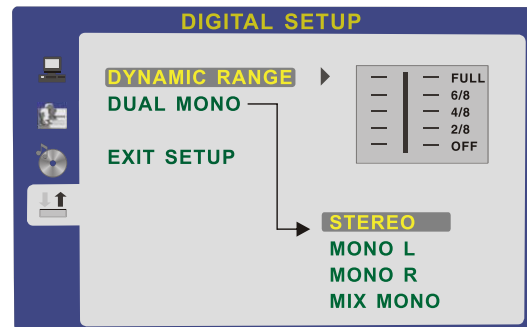 DIGITAL SETUP
DYNAMIC RANGE
DUAL MONO
EXIT SETUP
FULL
6/8
4/8
2/8
OFF
STEREO
MONO L
MONO R
MIX MONO